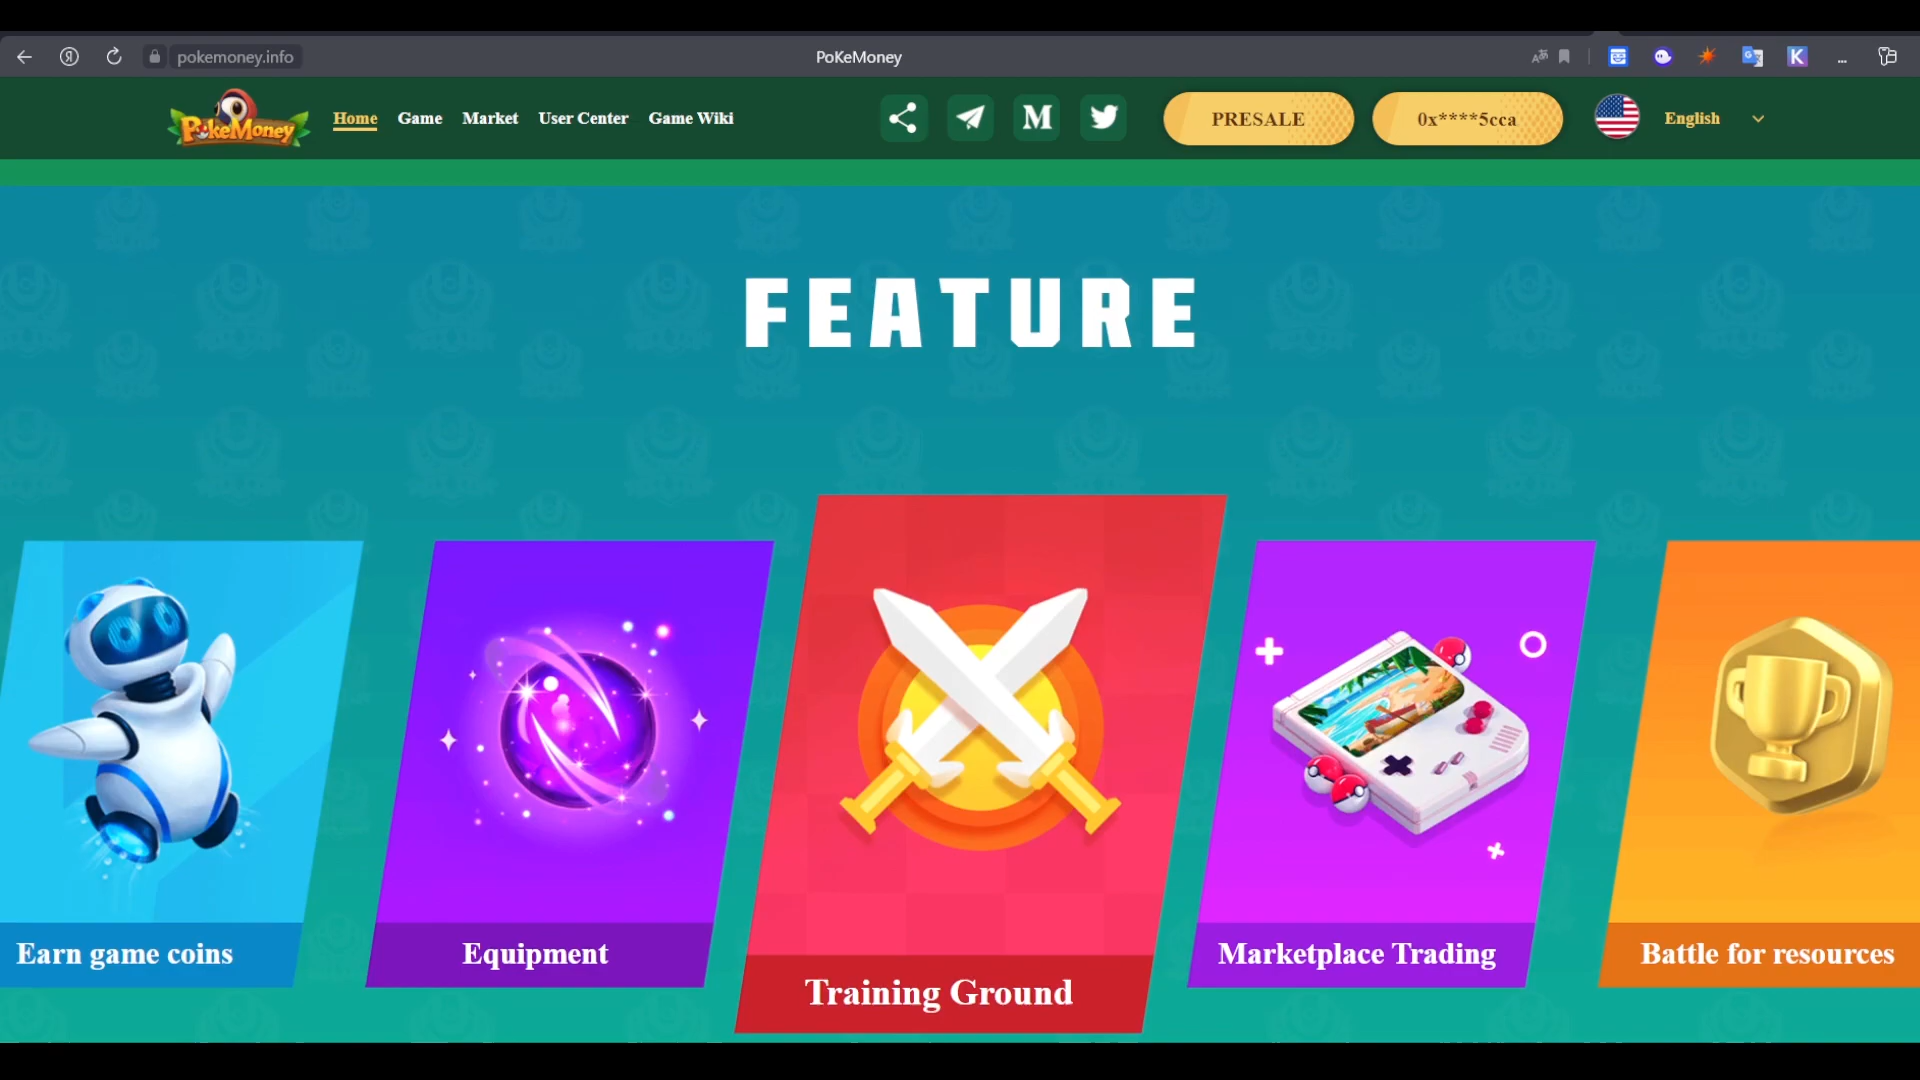 pokemoney.info
PoKeMoney
PokeMoney
Home
Game
Market
User Center
Game Wiki
M
PRESALE
0x****5cca
English
K
...
FEATURE
Earn game coins
Equipment
Training Ground
Marketplace Trading
Battle for resources